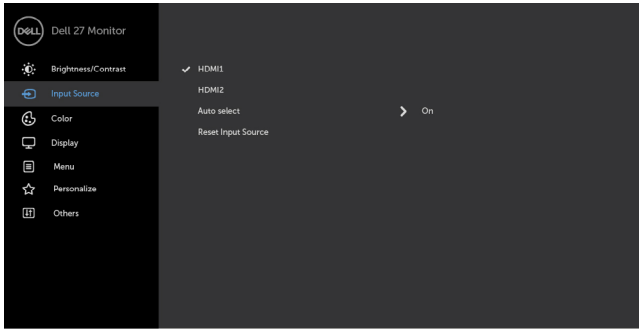 DELL Dell 27 Monitor
Brightness/Contrast
Input Source
Color
Display
Menu
Personalize
Others
HDMI1
HDMI2
Auto select On
Reset Input Source